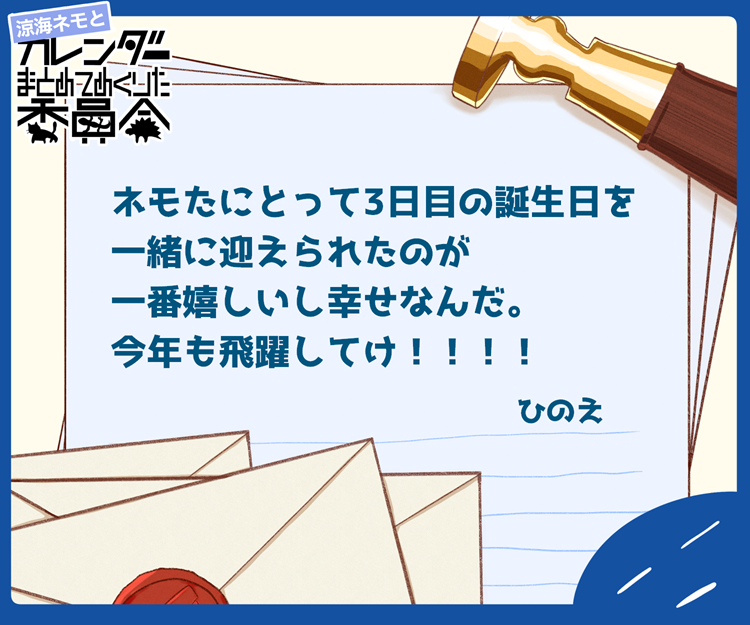 涼海ネモと
カレンダー
まとめてめくりた
委員会
ネモたにとって3日目の誕生日を
一緒に迎えられたのが
一番嬉しいし幸せなんだ。
今年も飛躍してけ！！！！
ひのえ